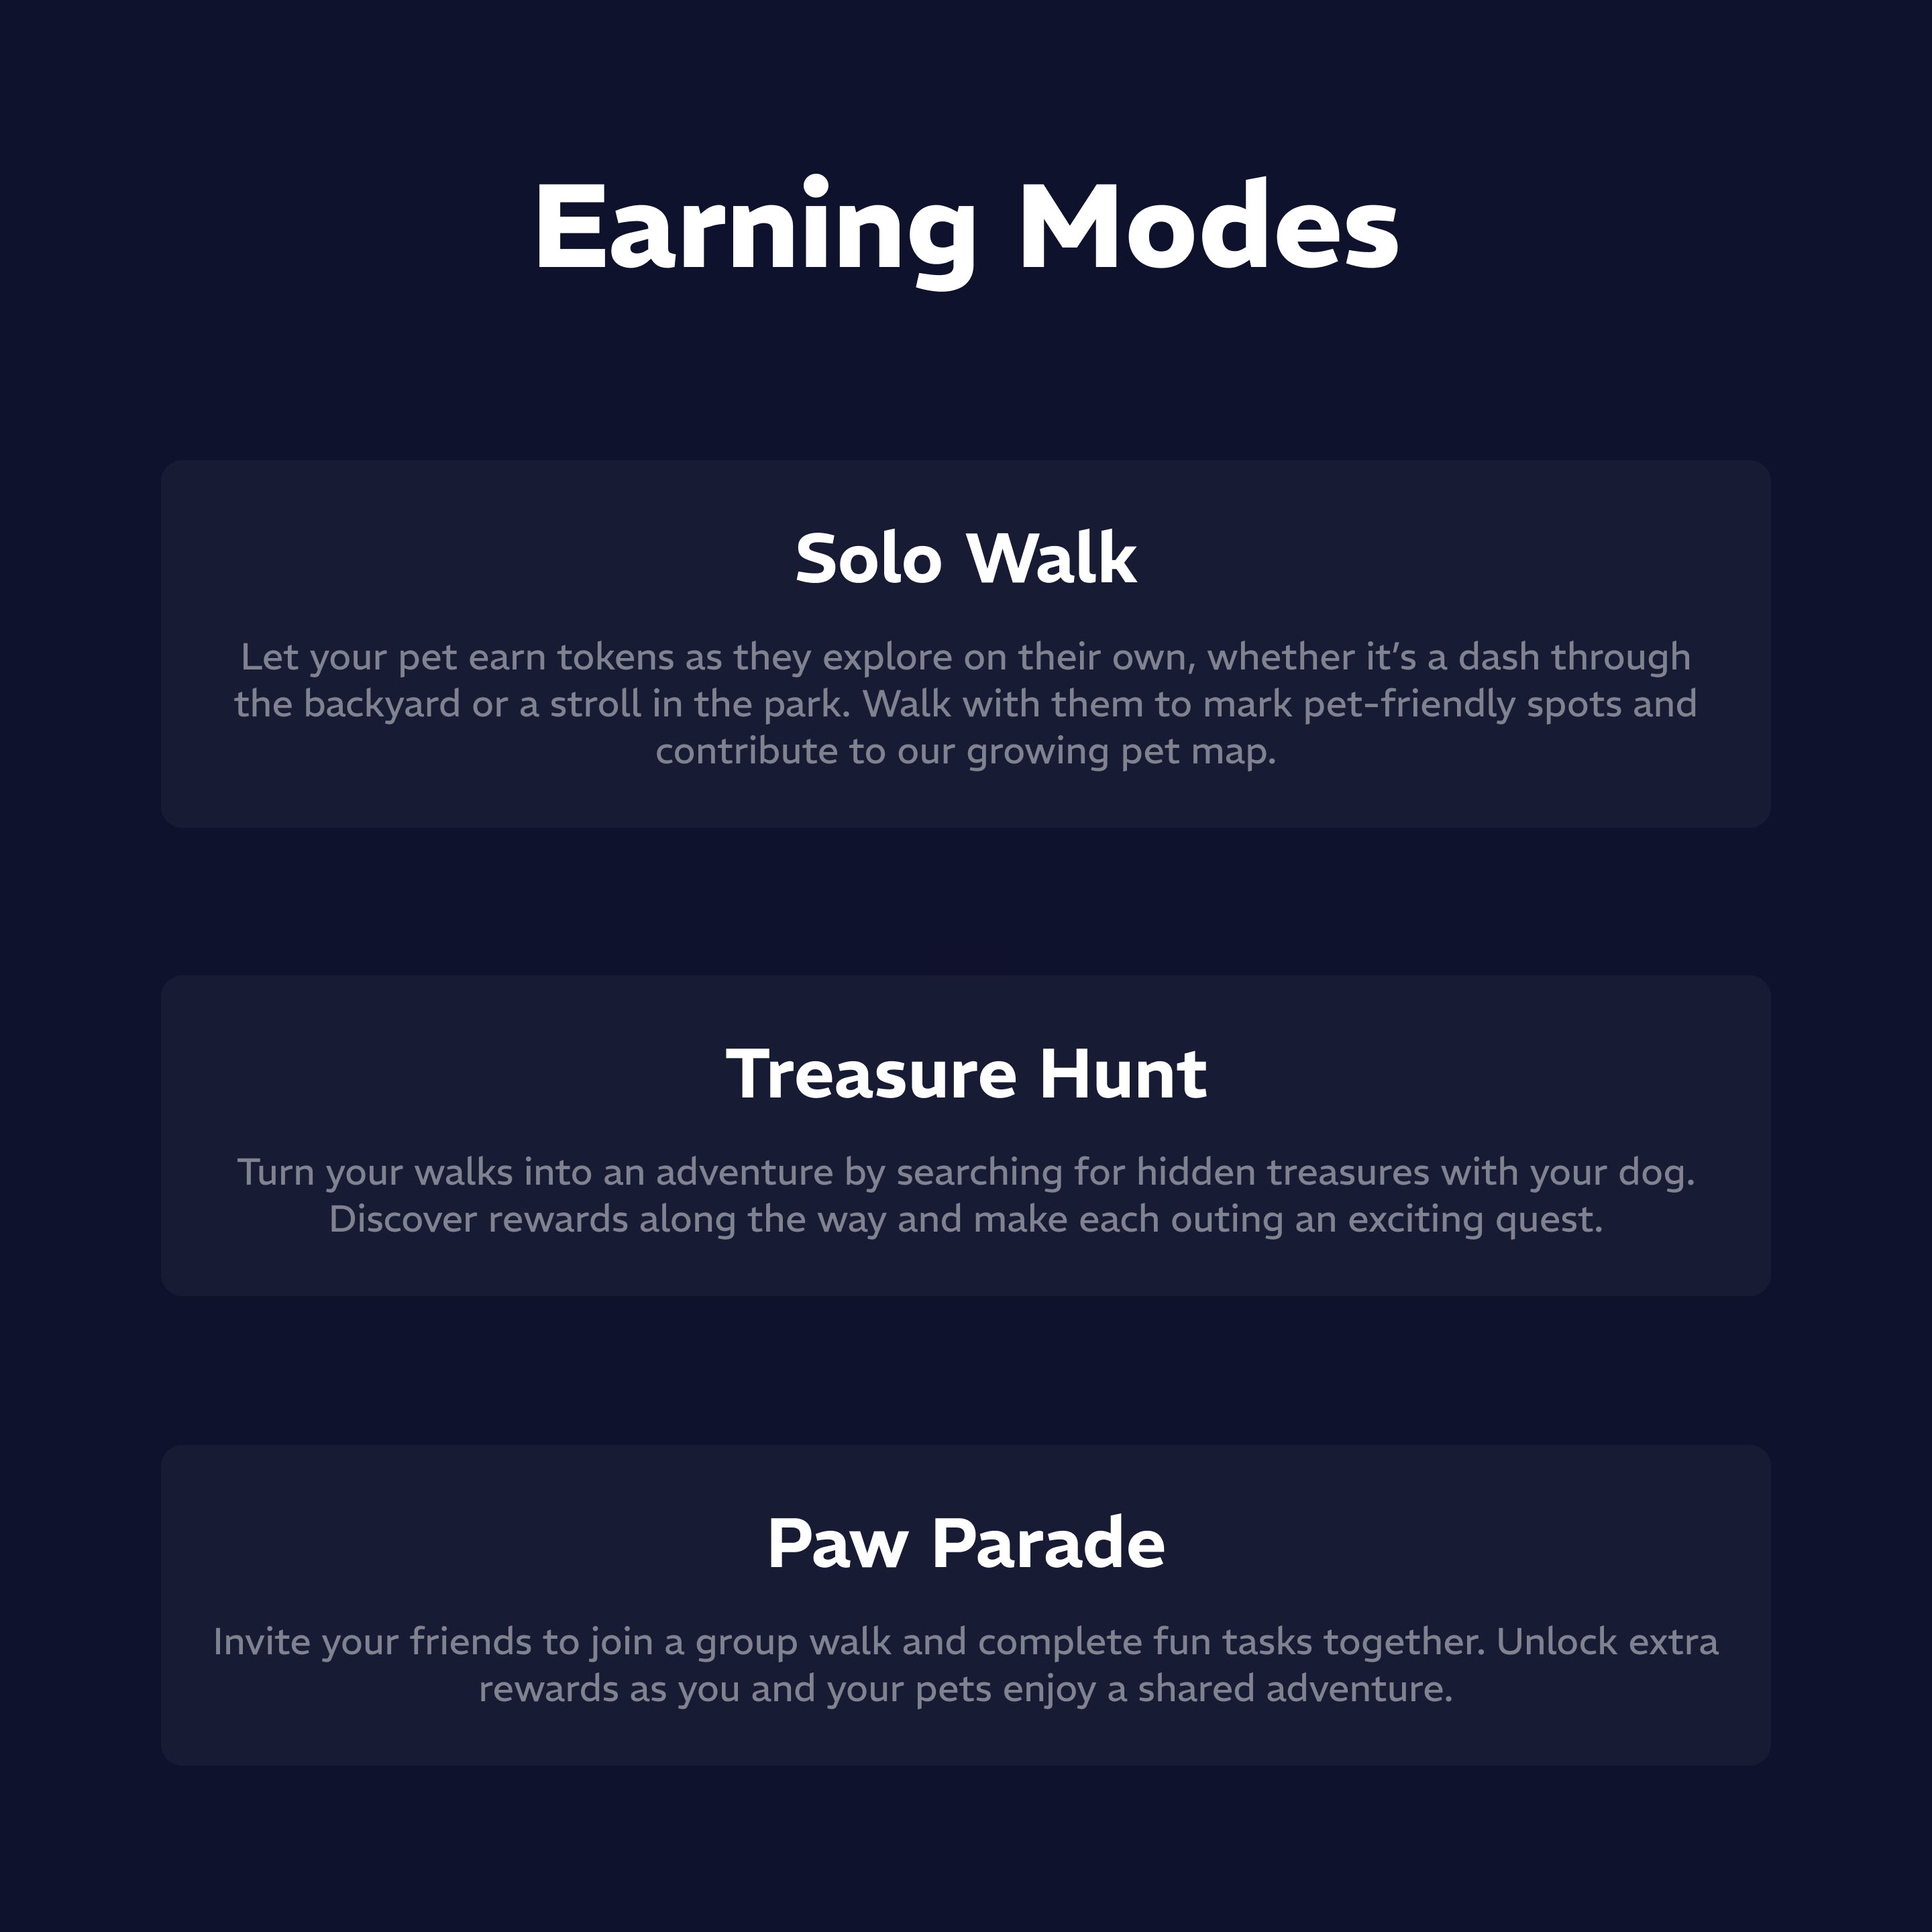 Earning Modes
Solo Walk
Let your pet earn tokens as they explore on their own, whether it’s a dash through
the backyard or a stroll in the park. Walk with them to mark pet-friendly spots and
contribute to our growing pet map.
Treasure Hunt
Turn your walks into an adventure by searching for hidden treasures with your dog.
Discover rewards along the way and make each outing an exciting quest.
Paw Parade
Invite your friends to join a group walk and complete fun tasks together. Unlock extra
rewards as you and your pets enjoy a shared adventure.